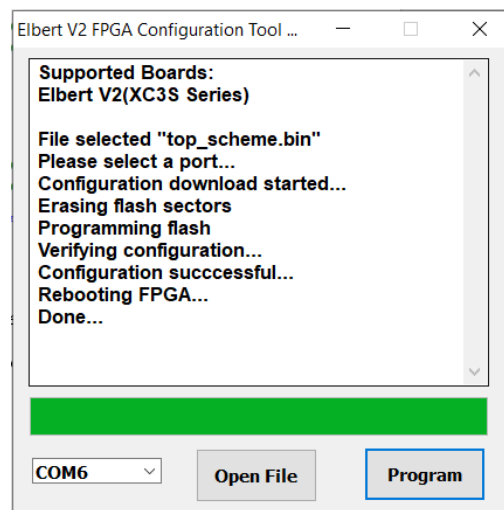 Elbert V2 FPGA Configuration Tool ...
Supported Boards:
Elbert V2(XC3S Series)
File selected "top_scheme.bin"
Please select a port...
Configuration download started...
Erasing flash sectors
Programming flash
Verifying configuration...
Configuration succcessful...
Rebooting FPGA...
Done...
COM6
Open File
Program